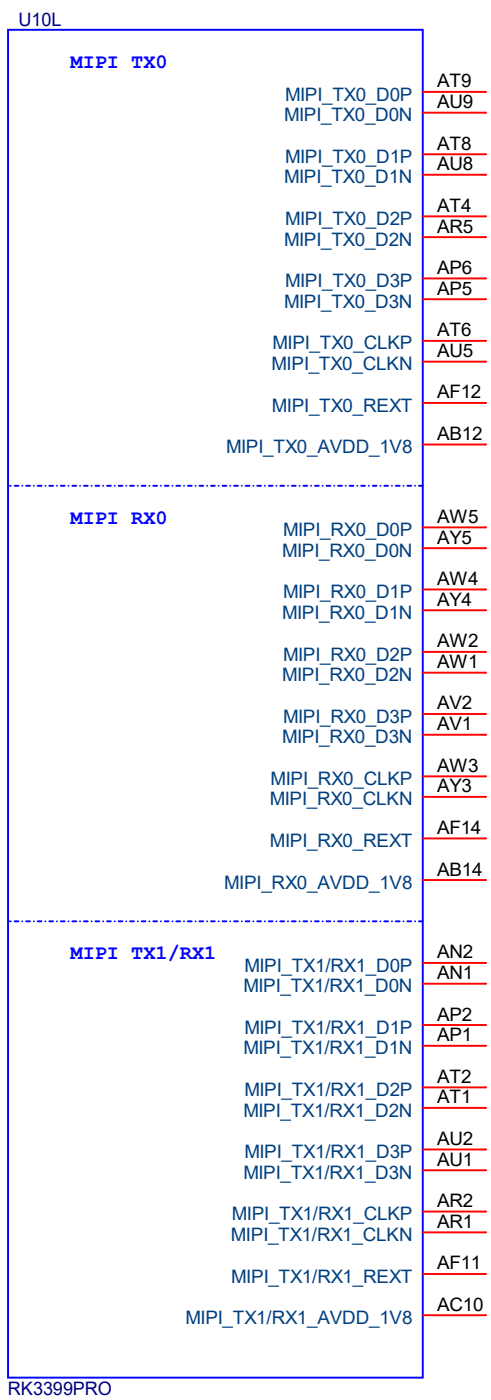 U10L
MIPI TX0
MIPI_TX0_D0P AT9
MIPI_TX0_D0N AU9
MIPI_TX0_D1P AT8
MIPI_TX0_D1N AU8
MIPI_TX0_D2P AT4
MIPI_TX0_D2N AR5
MIPI_TX0_D3P AP6
MIPI_TX0_D3N AP5
MIPI_TX0_CLKP AT6
MIPI_TX0_CLKN AU5
MIPI_TX0_REXT AF12
MIPI_TX0_AVDD_1V8 AB12
MIPI RX0
MIPI_RX0_D0P AW5
MIPI_RX0_D0N AY5
MIPI_RX0_D1P AW4
MIPI_RX0_D1N AY4
MIPI_RX0_D2P AW2
MIPI_RX0_D2N AW1
MIPI_RX0_D3P AV2
MIPI_RX0_D3N AV1
MIPI_RX0_CLKP AW3
MIPI_RX0_CLKN AY3
MIPI_RX0_REXT AF14
MIPI_RX0_AVDD_1V8 AB14
MIPI TX1/RX1
MIPI_TX1/RX1_D0P AN2
MIPI_TX1/RX1_D0N AN1
MIPI_TX1/RX1_D1P AP2
MIPI_TX1/RX1_D1N AP1
MIPI_TX1/RX1_D2P AT2
MIPI_TX1/RX1_D2N AT1
MIPI_TX1/RX1_D3P AU2
MIPI_TX1/RX1_D3N AU1
MIPI_TX1/RX1_CLKP AR2
MIPI_TX1/RX1_CLKN AR1
MIPI_TX1/RX1_REXT AF11
MIPI_TX1/RX1_AVDD_1V8 AC10
RK3399PRO